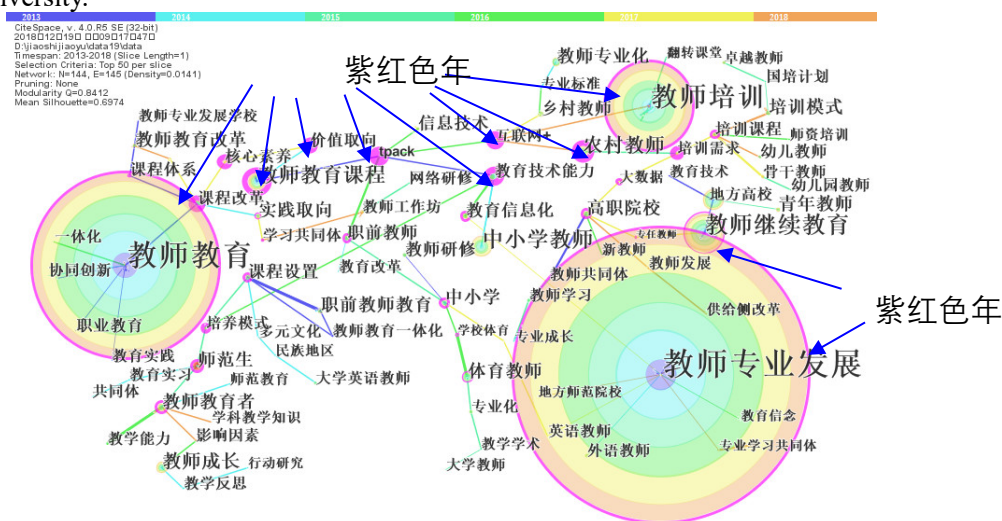 iversity.
2013 2014 2015 2016 2017 2018
CiteSpace, v. 4.0.R5 SE (32-bit)
2018□12□19□ □□09□17□47□
D:\jiaoshijiaoyu\data19\data
Timespan: 2013-2018 (Slice Length=1)
Selection Criteria: Top 50 per slice
Network: N=144, E=145 (Density=0.0141)
Pruning: None
Modularity Q=0.8412
Mean Silhouette=0.6974
紫红色年
教师专业化
翻转课堂
卓越教师
国培计划
专业标准
教师培训
乡村教师
培训模式
教师专业发展学校
信息技术
互联网+
培训课程
师资培训
教师教育改革
价值取向
tpack
农村教师
培训需求
幼儿教师
核心素养
课程体系
教师教育课程
网络研修
教育技术能力
大数据
教育技术
骨干教师
幼儿园教师
课程改革
实践取向
教师工作坊
教育信息化
高职院校
地方高校
青年教师
教师继续教育
一体化
教师教育
学习共同体
职前教师
教师研修
中小学教师
新教师
专任教师
协同创新
课程设置
教育改革
教师共同体
教师发展
职前教师教育
中小学
教师学习
供给侧改革
紫红色年
职业教育
培养模式
多元文化
教师教育一体化
学校体育
专业成长
民族地区
教育实践
师范生
教师专业发展
教育实习
师范教育
大学英语教师
体育教师
共同体
地方师范院校
教师教育者
专业化
学科教学知识
教育信念
教学能力
影响因素
英语教师
教学学术
外语教师
专业学习共同体
教师成长
行动研究
大学教师
教学反思